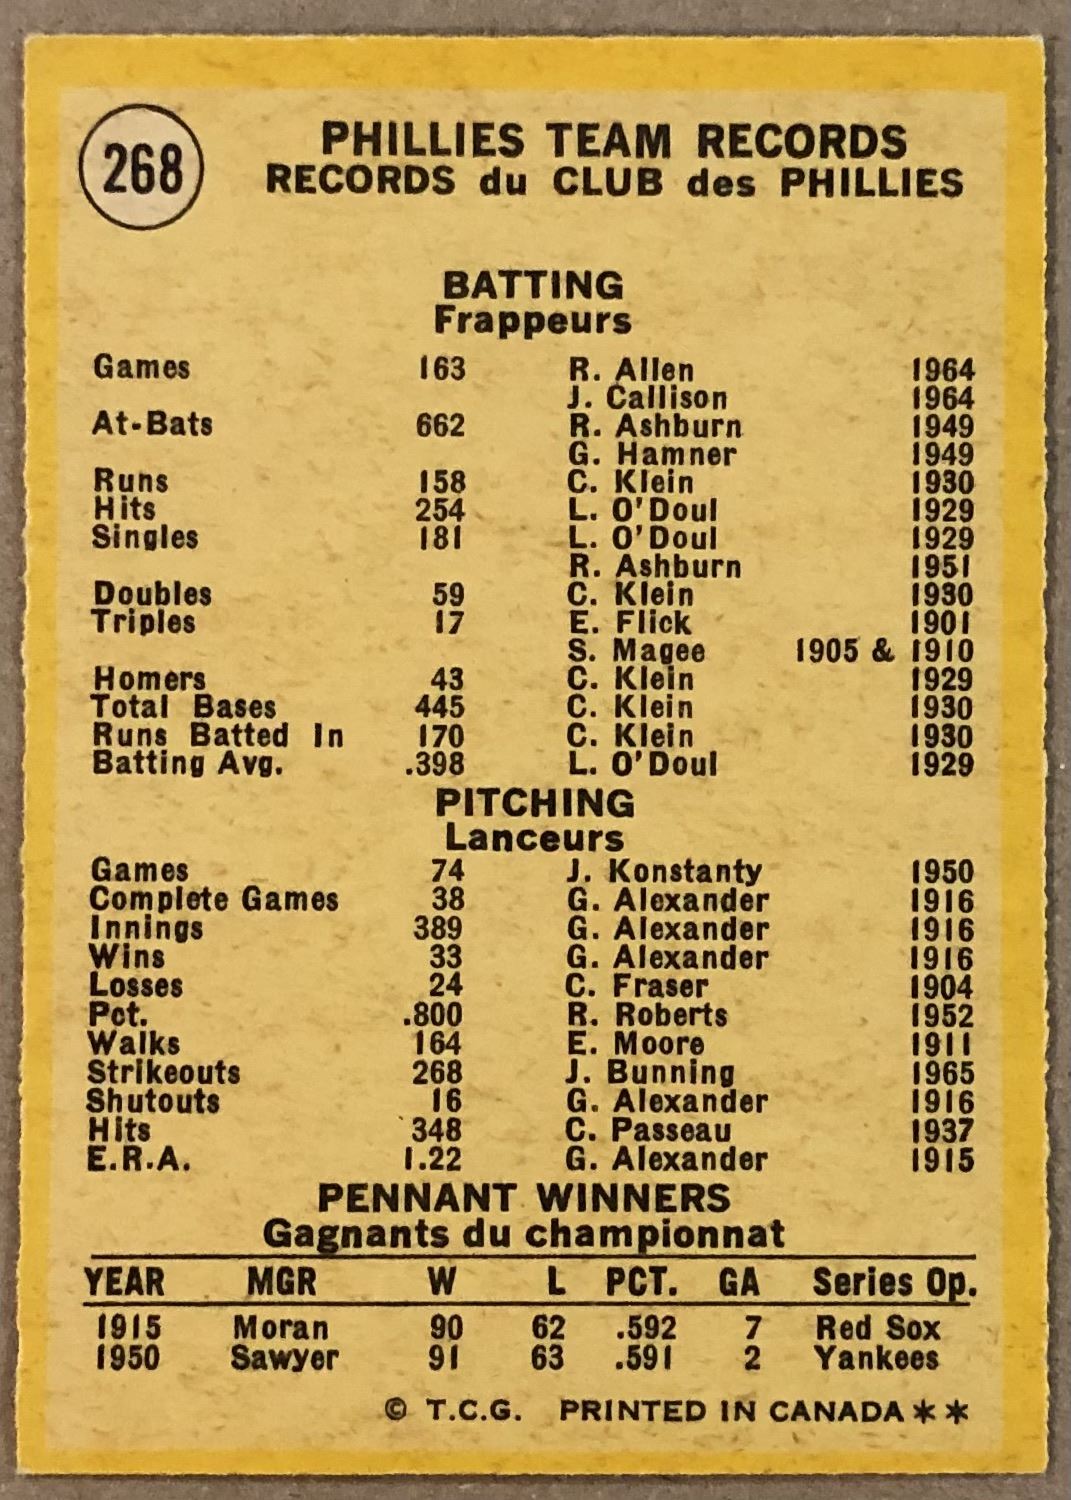 268
PHILLIES TEAM RECORDS
RECORDS du CLUB des PHILLIES
BATTING
Frappeurs
Games 163 R. Allen 1964
J. Callison 1964
At-Bats 662 R. Ashburn 1949
G. Hamner 1949
Runs 158 C. Klein 1930
Hits 254 L. O'Doul 1929
Singles 181 L. O'Doul 1929
R. Ashburn 1951
Doubles 59 C. Klein 1930
Triples 17 E. Flick 1901
S. Magee 1905 & 1910
Homers 43 C. Klein 1929
Total Bases 445 C. Klein 1930
Runs Batted In 170 C. Klein 1930
Batting Avg. .398 L. O'Doul 1929
PITCHING
Lanceurs
Games 74 J. Konstanty 1950
Complete Games 38 G. Alexander 1916
Innings 389 G. Alexander 1916
Wins 33 G. Alexander 1916
Losses 24 C. Fraser 1904
Pct. .800 R. Roberts 1952
Walks 164 E. Moore 1911
Strikeouts 268 J. Bunning 1965
Shutouts 16 G. Alexander 1916
Hits 348 C. Passeau 1937
E.R.A. 1.22 G. Alexander 1915
PENNANT WINNERS
Gagnants du championnat
YEAR MGR W L PCT. GA Series Op.
1915 Moran 90 62 .592 7 Red Sox
1950 Sawyer 91 63 .591 2 Yankees
© T.C.G. PRINTED IN CANADA * *